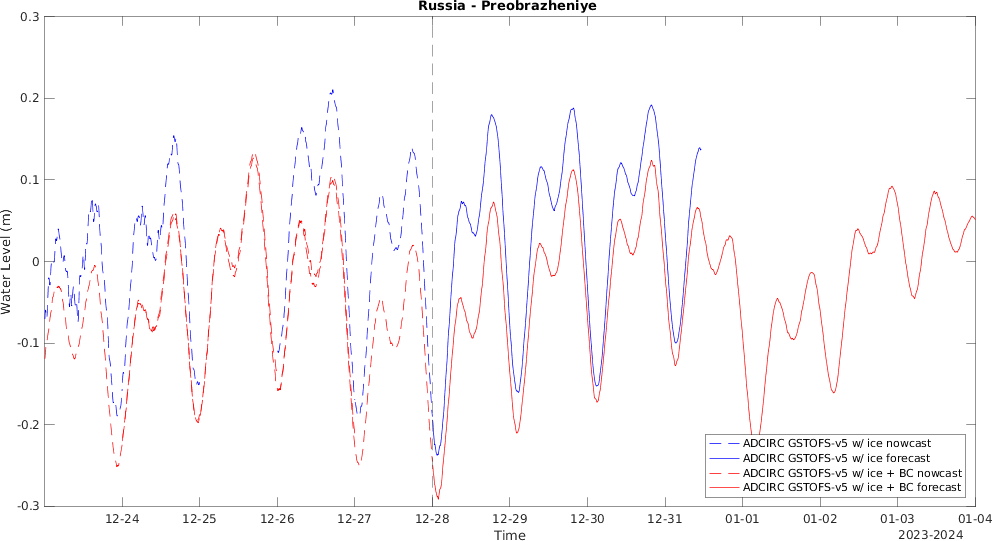 Russia - Preobrazheniye
0.3
0.2
0.1
0
-0.1
-0.2
-0.3
Water Level (m)
ADCIRC GSTOFS-v5 w/ ice nowcast
ADCIRC GSTOFS-v5 w/ ice forecast
ADCIRC GSTOFS-v5 w/ ice + BC nowcast
ADCIRC GSTOFS-v5 w/ ice + BC forecast
12-24 12-25 12-26 12-27 12-28 12-29 12-30 12-31 01-01 01-02 01-03 01-04
Time
2023-2024